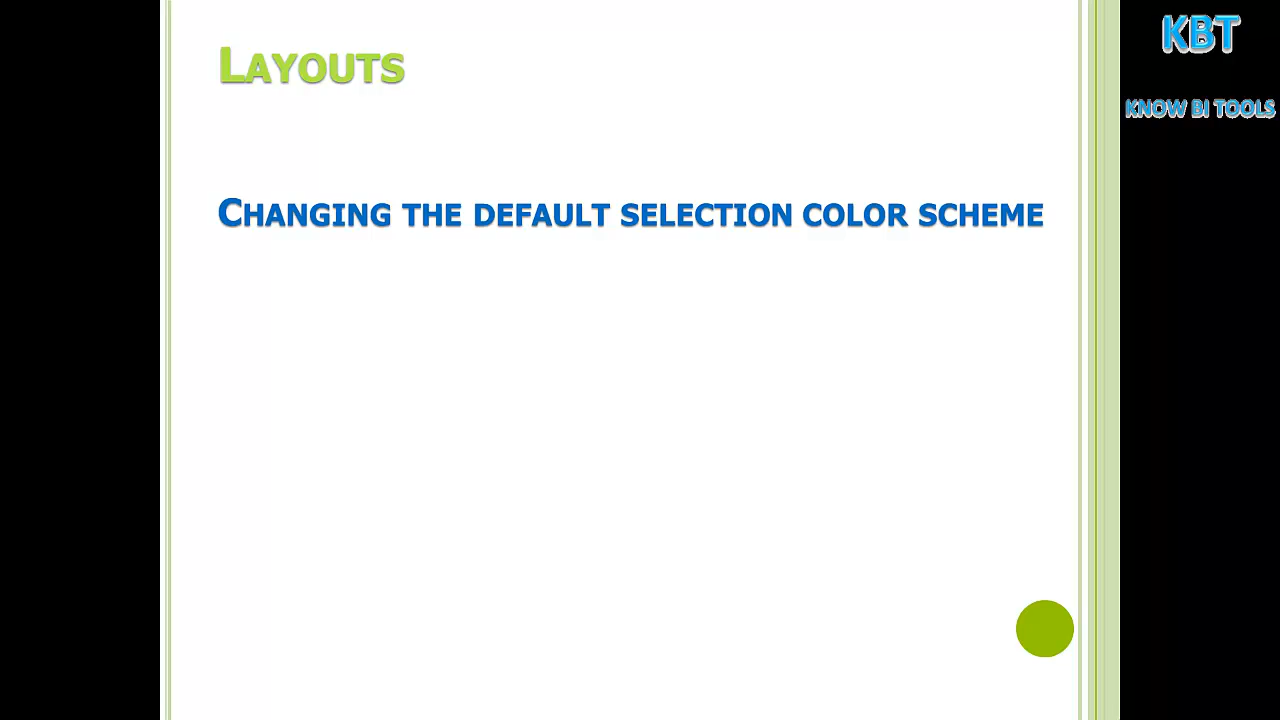 LAYOUTS
CHANGING THE DEFAULT SELECTION COLOR SCHEME
KBT
KNOW BI TOOLS